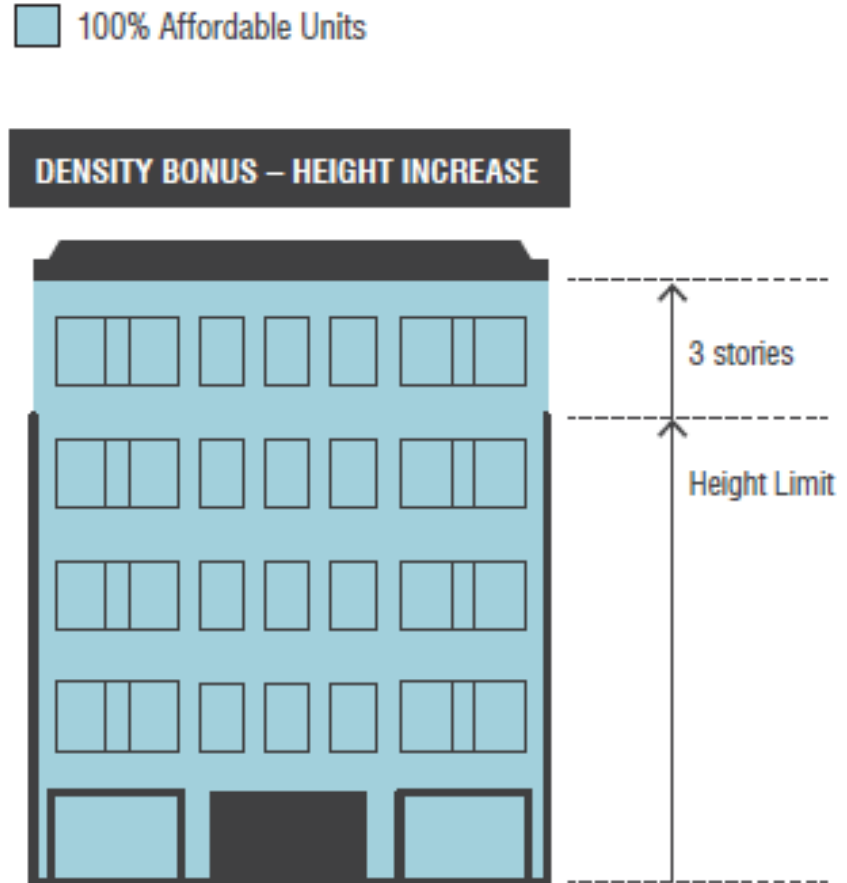 100% Affordable Units
DENSITY BONUS – HEIGHT INCREASE
3 stories
Height Limit